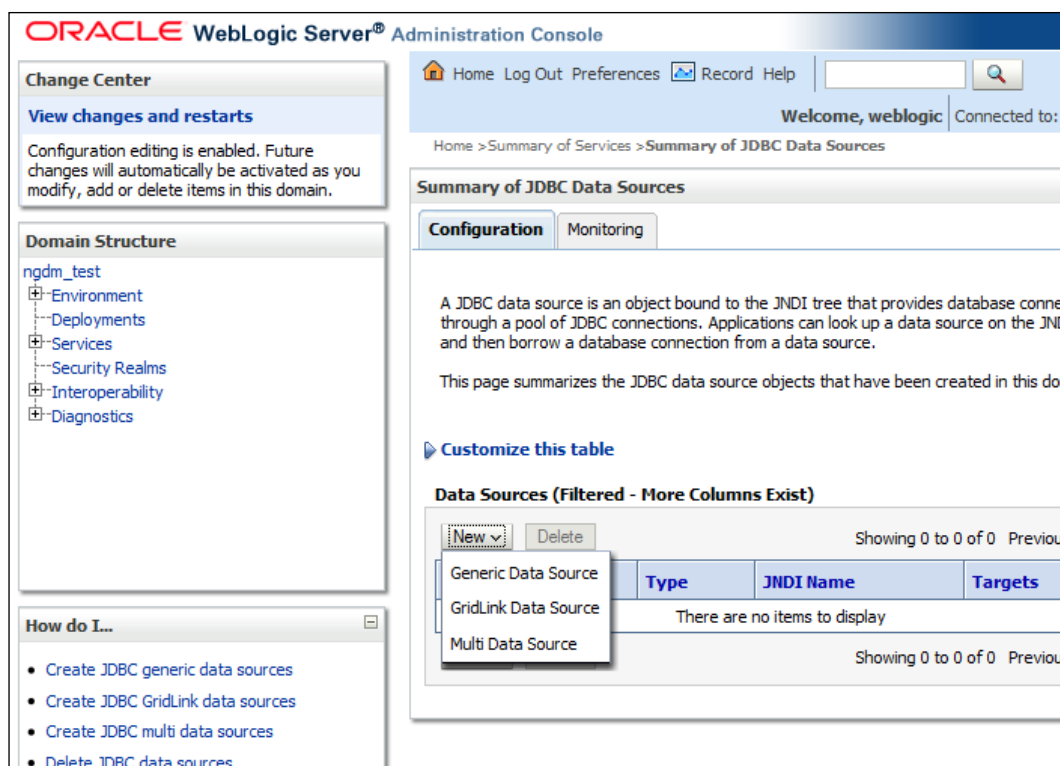 ORACLE WebLogic Server® Administration Console
Change Center
View changes and restarts
Configuration editing is enabled. Future
changes will automatically be activated as you
modify, add or delete items in this domain.
Domain Structure
ngdm_test
Environment
Deployments
Services
Security Realms
Interoperability
Diagnostics
How do I...
Create JDBC generic data sources
Create JDBC GridLink data sources
Create JDBC multi data sources
Delete JDBC data sources
Home Log Out Preferences Record Help
Welcome, weblogic Connected to:
Home >Summary of Services >Summary of JDBC Data Sources
Summary of JDBC Data Sources
Configuration Monitoring
A JDBC data source is an object bound to the JNDI tree that provides database conne
through a pool of JDBC connections. Applications can look up a data source on the JN
and then borrow a database connection from a data source.
This page summarizes the JDBC data source objects that have been created in this do
Customize this table
Data Sources (Filtered - More Columns Exist)
New Delete Showing 0 to 0 of 0 Previou
Generic Data Source
GridLink Data Source
Multi Data Source
Type JNDI Name Targets
There are no items to display
Showing 0 to 0 of 0 Previou